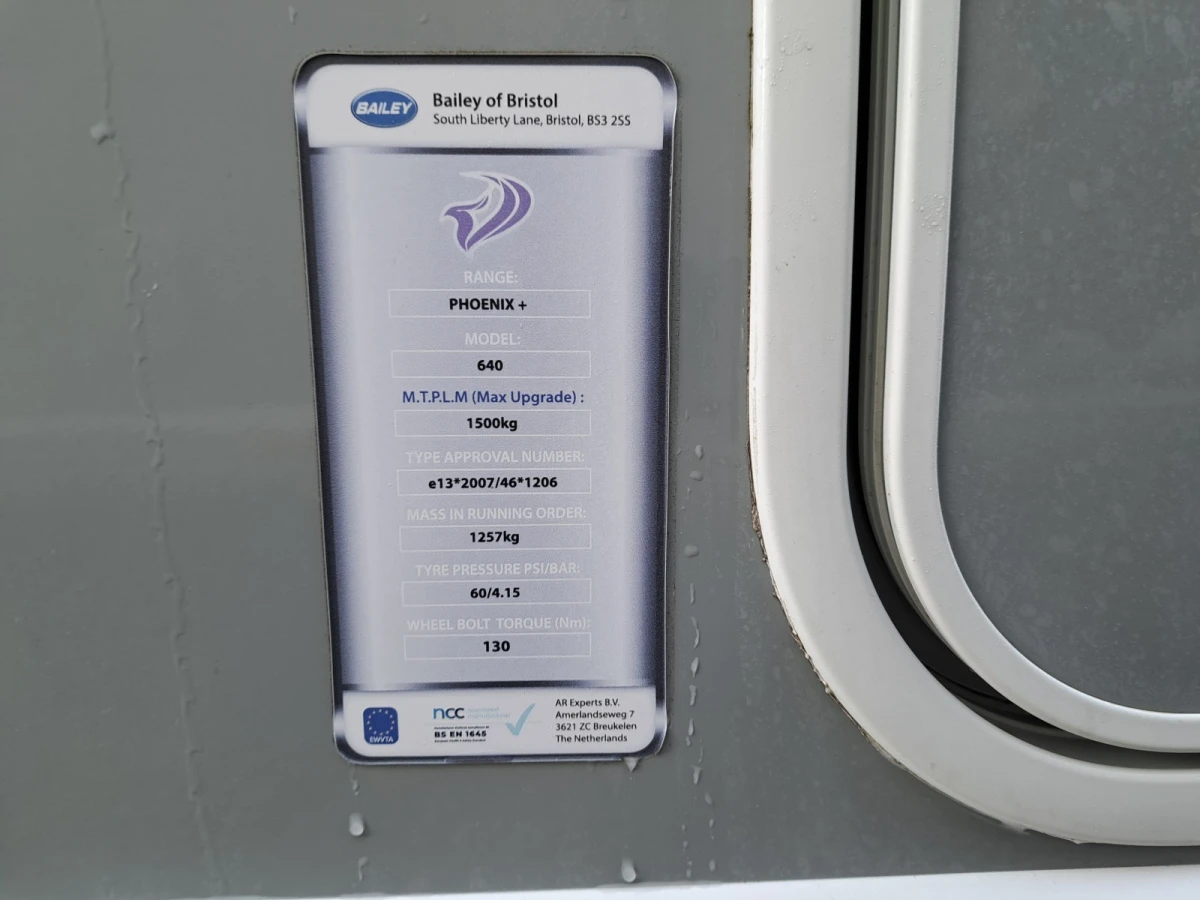 BAILEY
Bailey of Bristol
South Liberty Lane, Bristol, BS3 2SS
RANGE:
PHOENIX +
MODEL:
640
M.T.P.L.M (Max Upgrade) :
1500kg
TYPE APPROVAL NUMBER:
e13*2007/46*1206
MASS IN RUNNING ORDER:
1257kg
TYRE PRESSURE PSI/BAR:
60/4.15
WHEEL BOLT TORQUE (Nm):
130
EWVTA
ncc
BS EN 1645
AR Experts B.V.
Amerlandseweg 7
3621 ZC Breukelen
The Netherlands